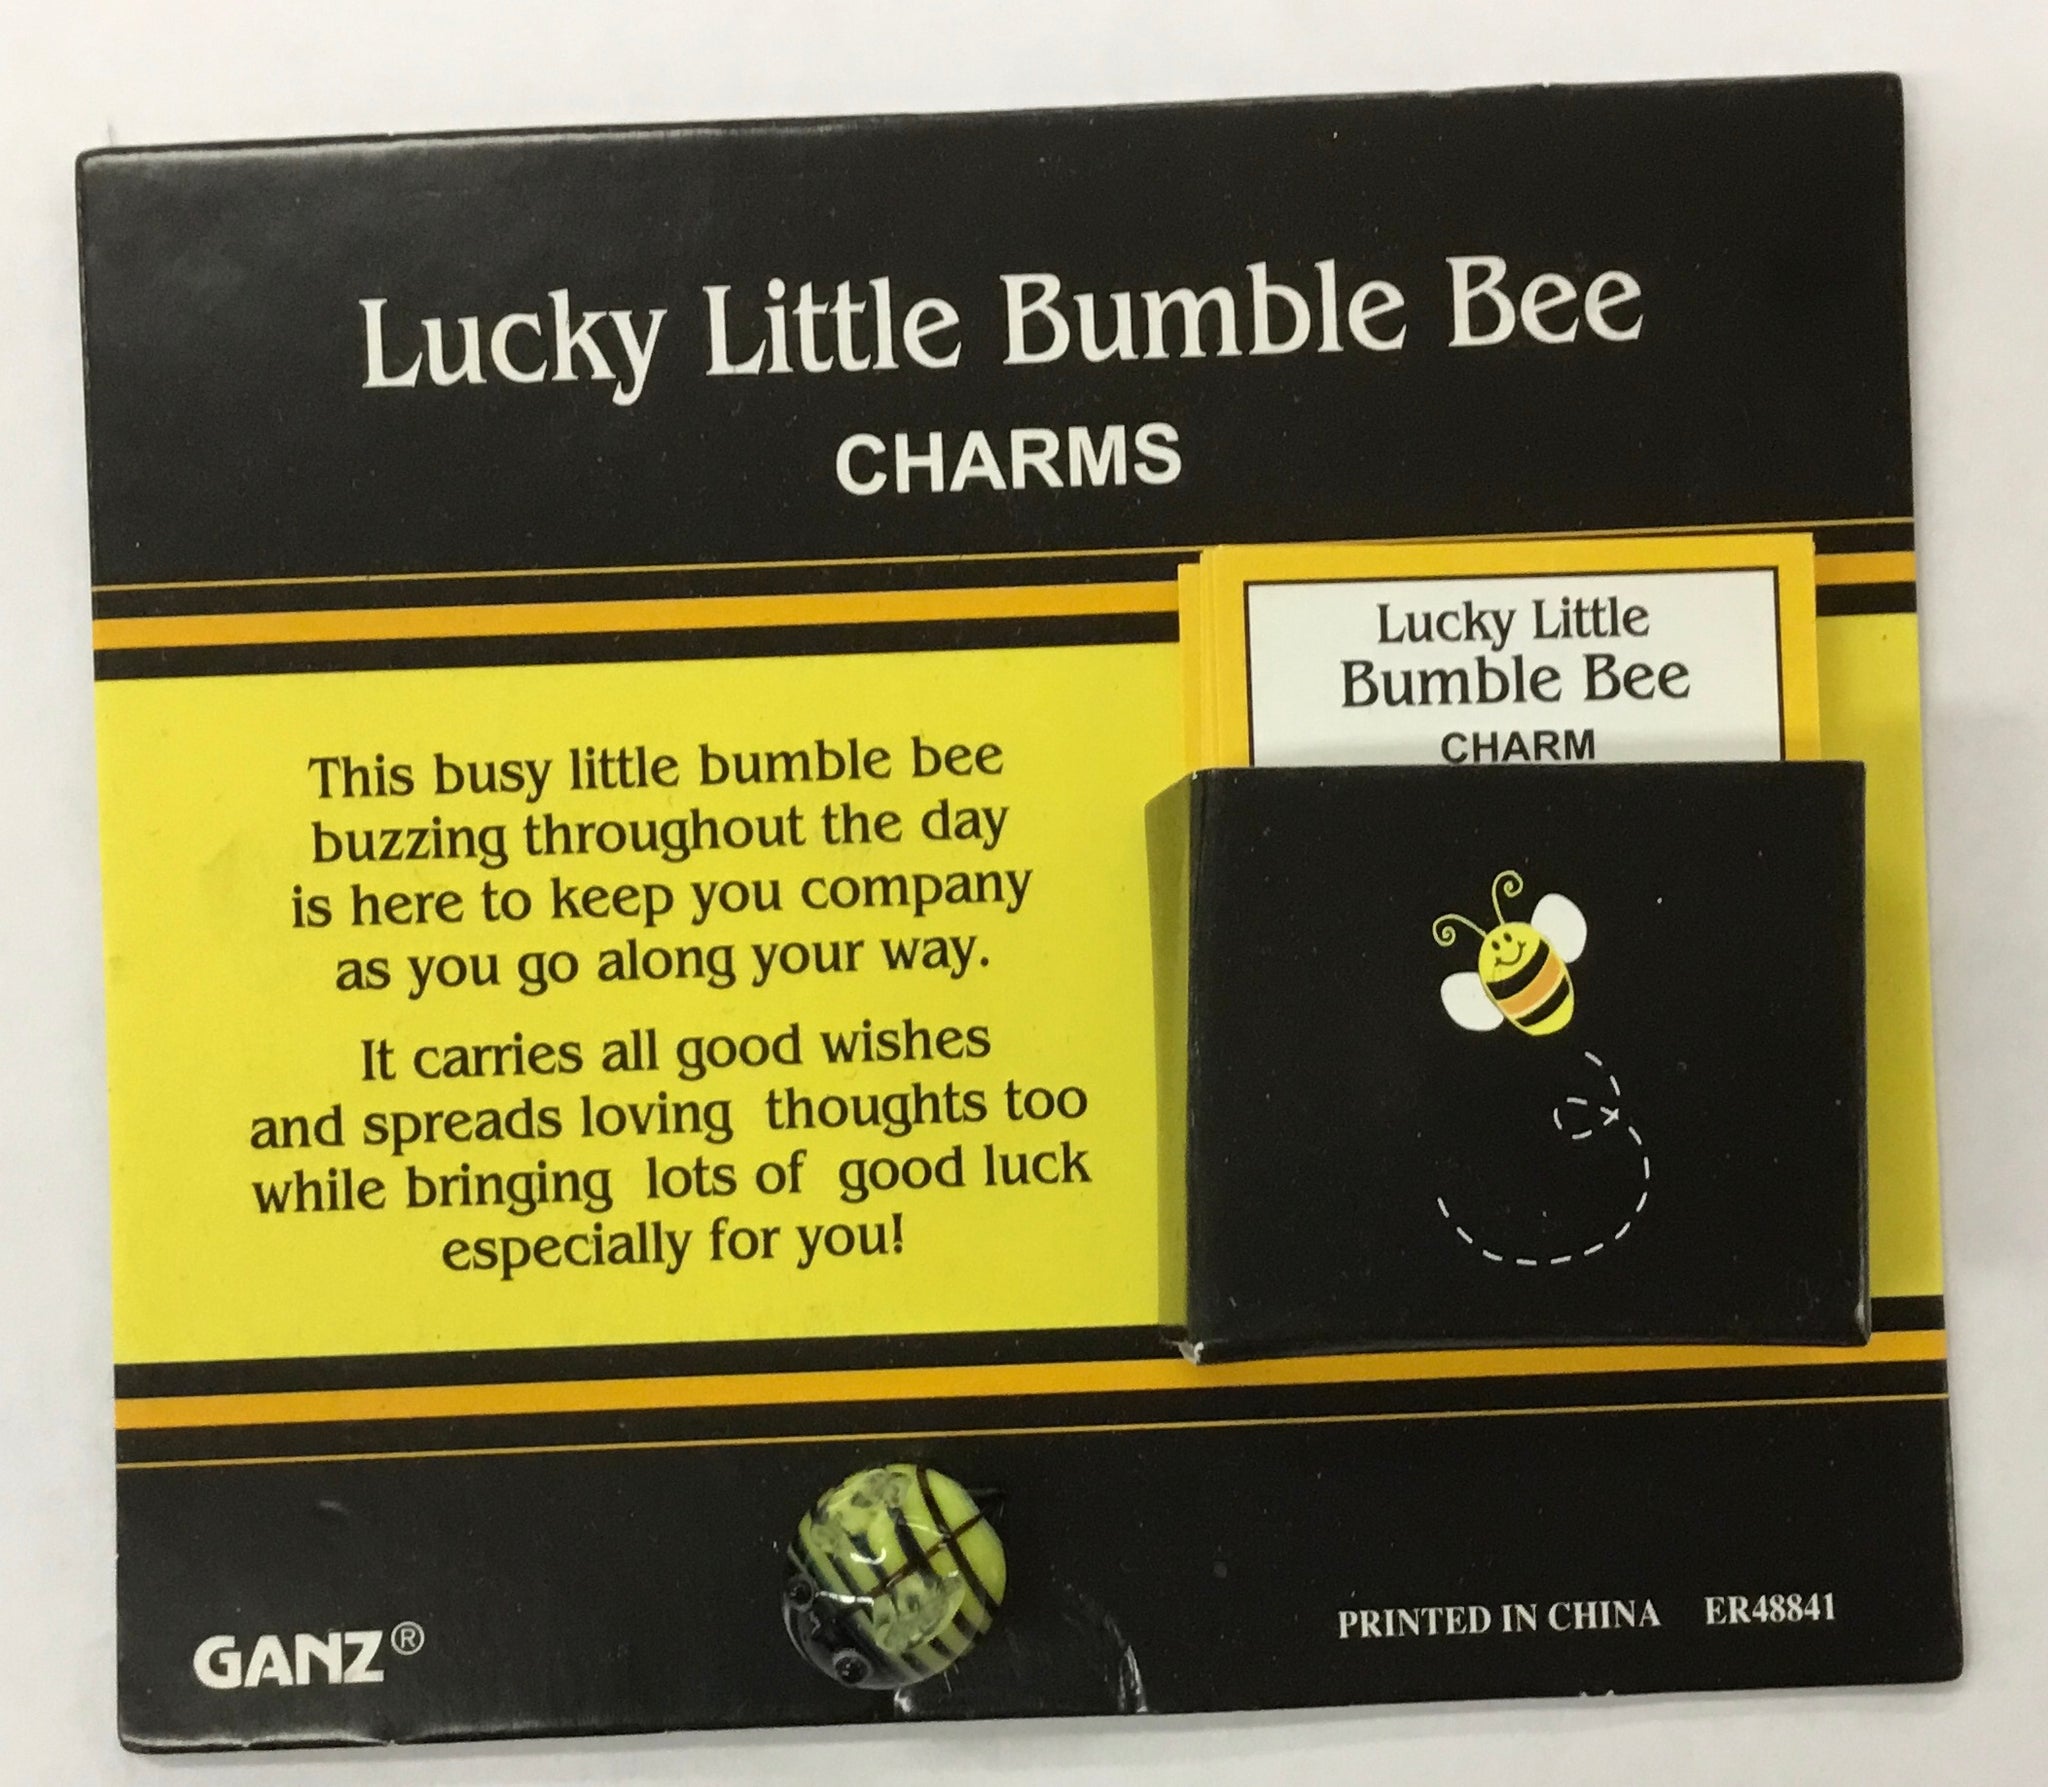 Lucky Little Bumble Bee
CHARMS
Lucky Little
Bumble Bee
CHARM
This busy little bumble bee
buzzing throughout the day
is here to keep you company
as you go along your way.
It carries all good wishes
and spreads loving thoughts too
while bringing lots of good luck
especially for you!
GANZ®
PRINTED IN CHINA ER48841